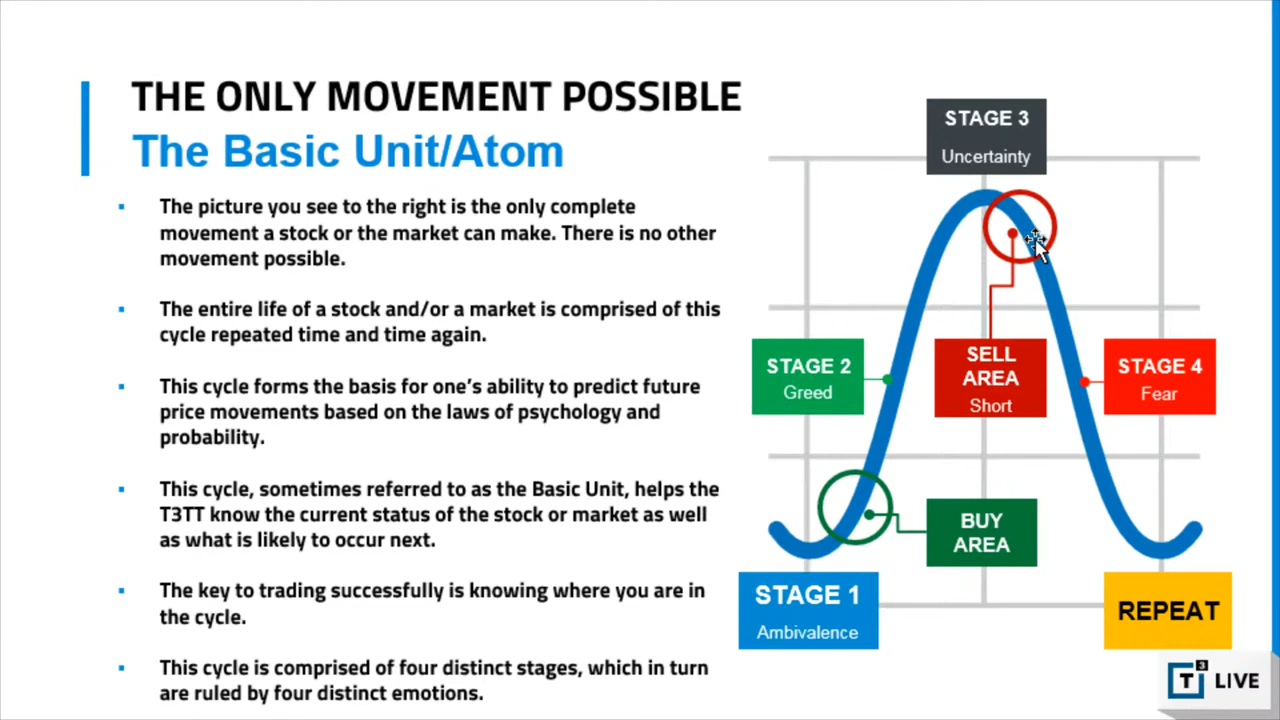 THE ONLY MOVEMENT POSSIBLE
The Basic Unit/Atom
The picture you see to the right is the only complete
movement a stock or the market can make. There is no other
movement possible.
The entire life of a stock and/or a market is comprised of this
cycle repeated time and time again.
This cycle forms the basis for one’s ability to predict future
price movements based on the laws of psychology and
probability.
This cycle, sometimes referred to as the Basic Unit, helps the
T3TT know the current status of the stock or market as well
as what is likely to occur next.
The key to trading successfully is knowing where you are in
the cycle.
This cycle is comprised of four distinct stages, which in turn
are ruled by four distinct emotions.
STAGE 3
Uncertainty
STAGE 2
Greed
SELL
AREA
Short
STAGE 4
Fear
BUY
AREA
STAGE 1
Ambivalence
REPEAT
T3 LIVE